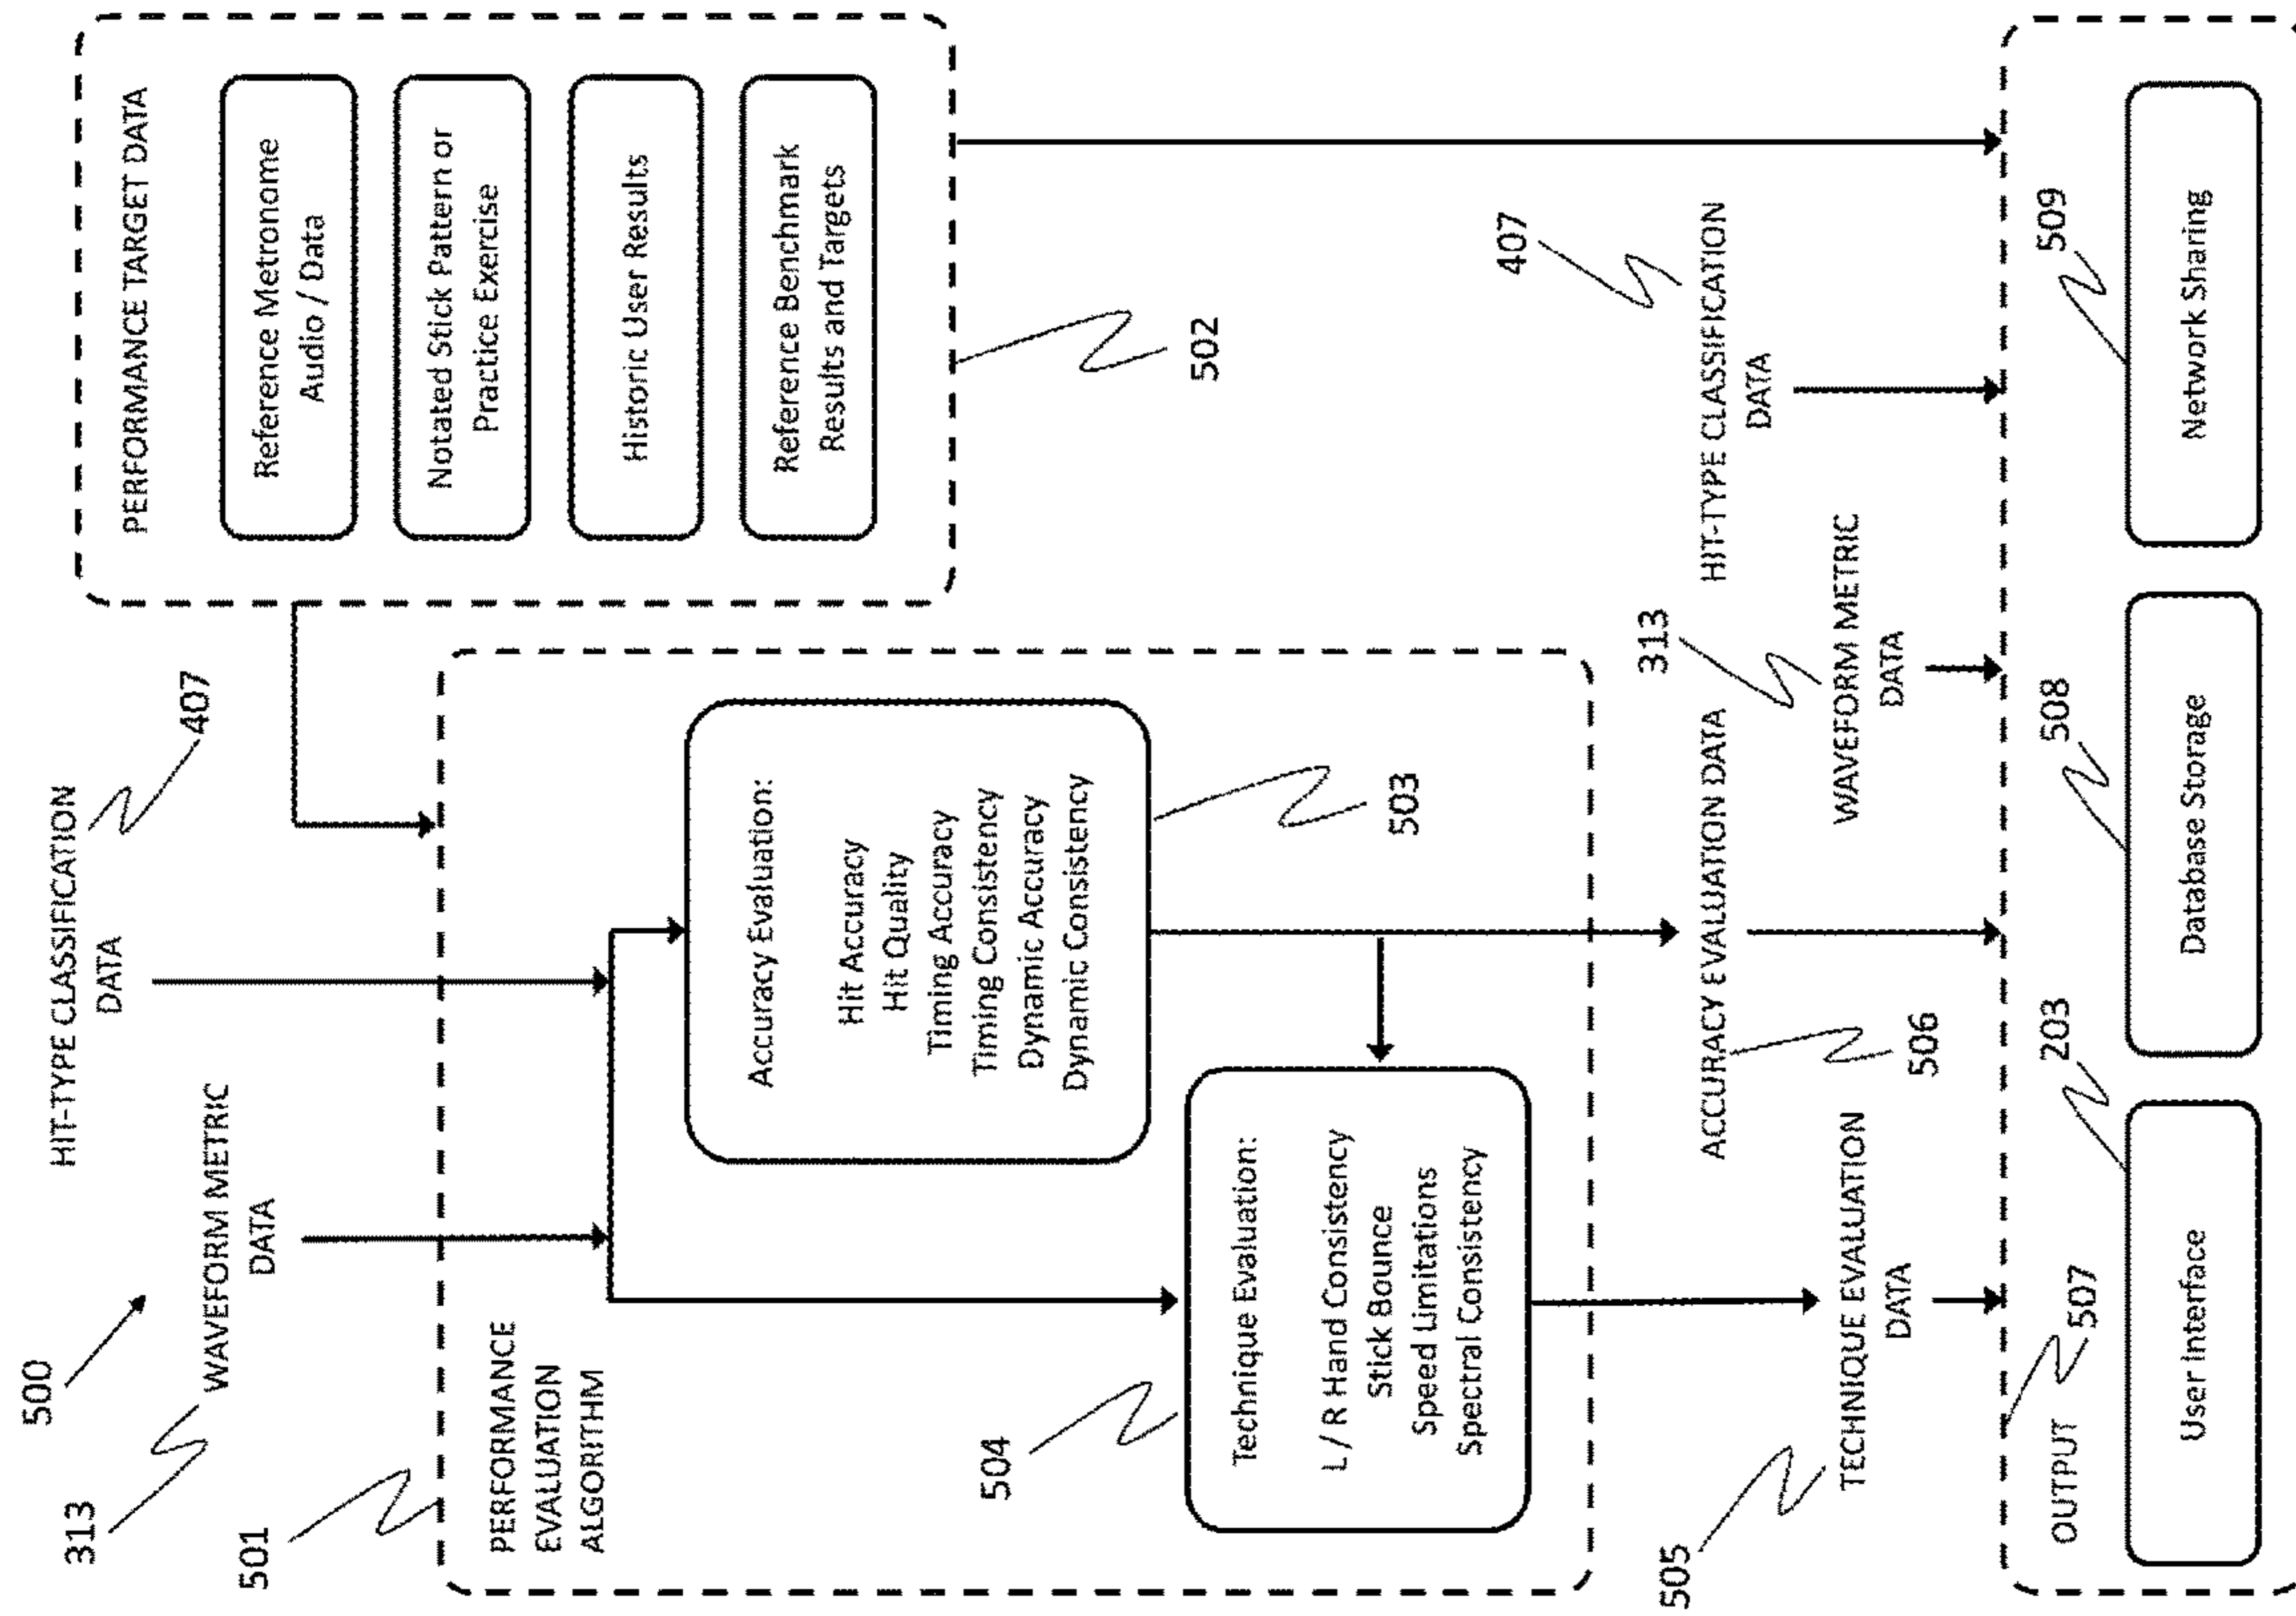 500
313
WAVEFORM METRIC
DATA
HIT-TYPE CLASSIFICATION
DATA
407
PERFORMANCE TARGET DATA
Reference Metronome
Audio / Data
Notated Stick Pattern or
Practice Exercise
Historic User Results
Reference Benchmark
Results and Targets
502
501
PERFORMANCE
EVALUATION
ALGORITHM
Accuracy Evaluation:
Hit Accuracy
Hit Quality
Timing Accuracy
Timing Consistency
Dynamic Accuracy
Dynamic Consistency
503
504
Technique Evaluation:
L / R Hand Consistency
Stick Bounce
Speed Limitations
Spectral Consistency
505
TECHNIQUE EVALUATION
DATA
ACCURACY EVALUATION DATA
506
313
WAVEFORM METRIC
DATA
407
HIT-TYPE CLASSIFICATION
DATA
OUTPUT
507
203
User Interface
508
Database Storage
509
Network Sharing